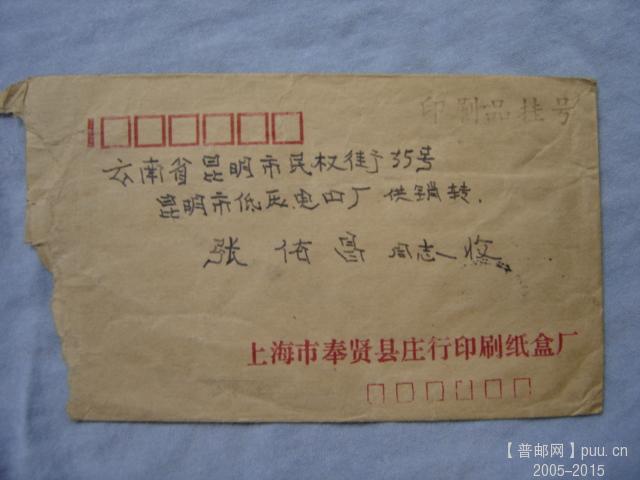 印刷品挂号
云南省昆明市民权街35号
昆明市低压电口厂供销转.
张佑昌同志收
上海市奉贤县庄行印刷纸盒厂
【普邮网】puu.cn
2005-2015